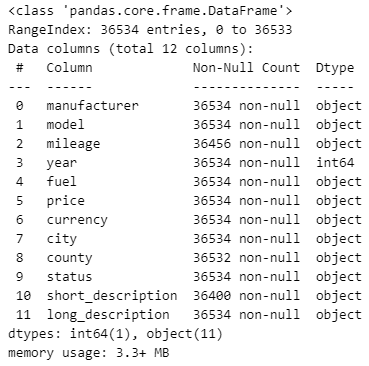 <class 'pandas.core.frame.DataFrame'>
RangeIndex: 36534 entries, 0 to 36533
Data columns (total 12 columns):
 #   Column             Non-Null Count  Dtype
---  ------             --------------  -----
 0   manufacturer       36534 non-null  object
 1   model              36534 non-null  object
 2   mileage            36456 non-null  object
 3   year               36534 non-null  int64
 4   fuel               36534 non-null  object
 5   price              36534 non-null  object
 6   currency           36534 non-null  object
 7   city               36534 non-null  object
 8   county             36532 non-null  object
 9   status             36534 non-null  object
 10  short_description  36400 non-null  object
 11  long_description   36534 non-null  object
dtypes: int64(1), object(11)
memory usage: 3.3+ MB